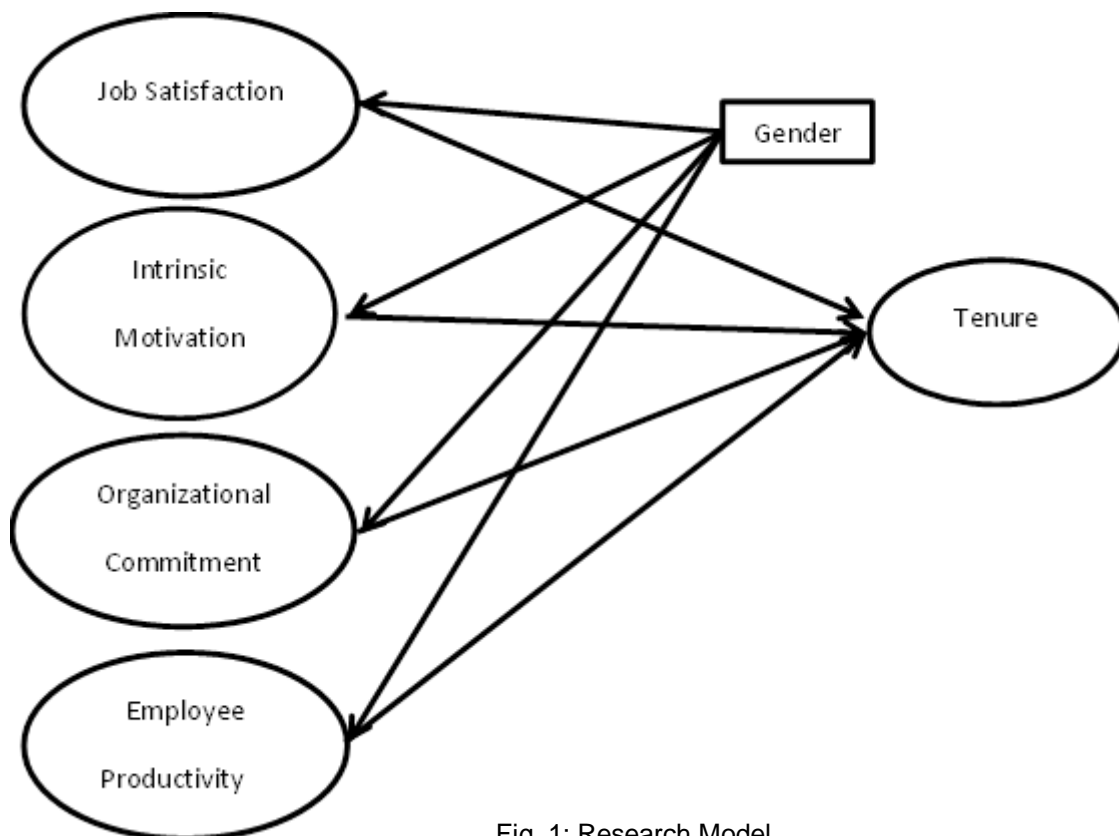 Job Satisfaction
Gender
Intrinsic
Motivation
Tenure
Organizational
Commitment
Employee
Productivity
Fig. 1: Research Model